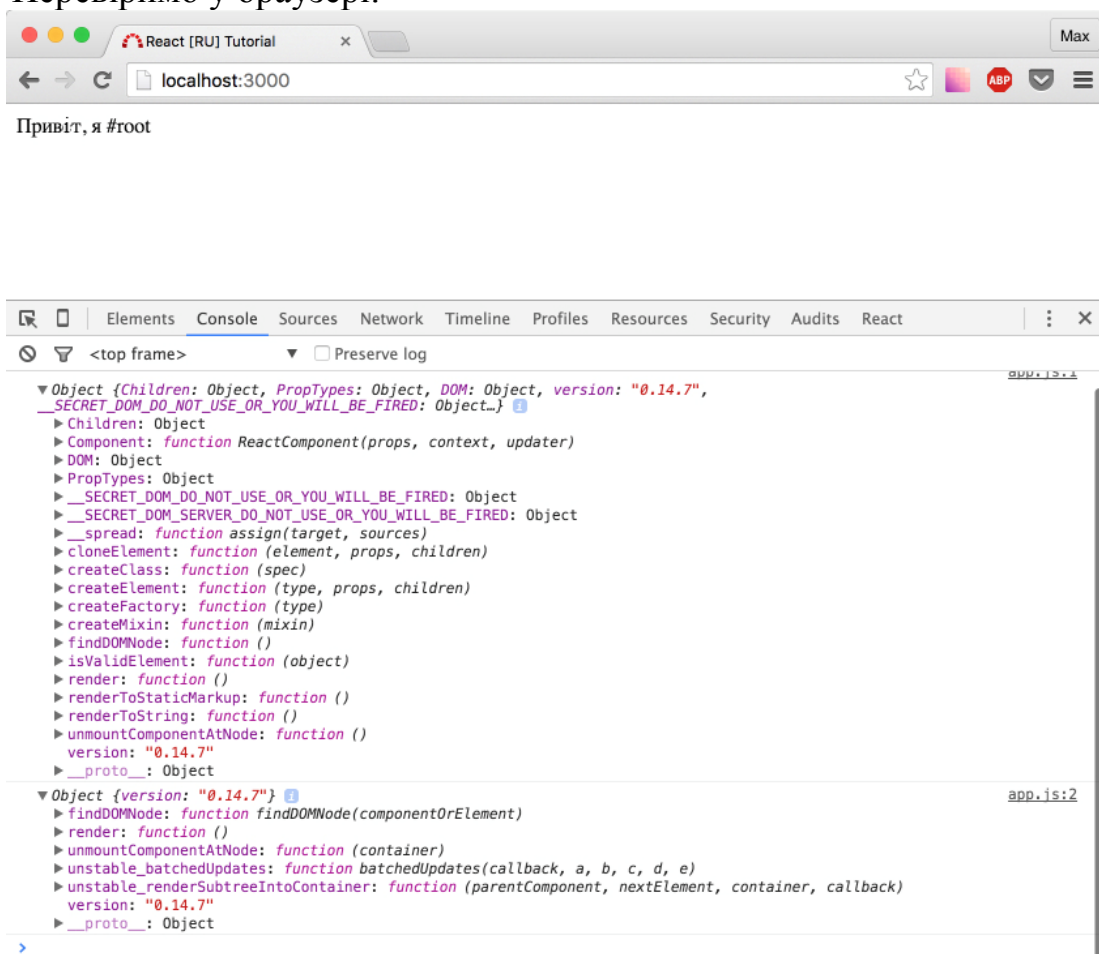 Перевіримо у браузері:
React [RU] Tutorial
Max
localhost:3000
ABP
Привіт, я #root
Elements Console Sources Network Timeline Profiles Resources Security Audits React
<top frame> Preserve log
app.js:1
Object {Children: Object, PropTypes: Object, DOM: Object, version: "0.14.7",
__SECRET_DOM_DO_NOT_USE_OR_YOU_WILL_BE_FIRED: Object…}
Children: Object
Component: function ReactComponent(props, context, updater)
DOM: Object
PropTypes: Object
__SECRET_DOM_DO_NOT_USE_OR_YOU_WILL_BE_FIRED: Object
__SECRET_DOM_SERVER_DO_NOT_USE_OR_YOU_WILL_BE_FIRED: Object
__spread: function assign(target, sources)
cloneElement: function (element, props, children)
createClass: function (spec)
createElement: function (type, props, children)
createFactory: function (type)
createMixin: function (mixin)
findDOMNode: function ()
isValidElement: function (object)
render: function ()
renderToStaticMarkup: function ()
renderToString: function ()
unmountComponentAtNode: function ()
version: "0.14.7"
__proto__: Object
Object {version: "0.14.7"} app.js:2
findDOMNode: function findDOMNode(componentOrElement)
render: function ()
unmountComponentAtNode: function (container)
unstable_batchedUpdates: function batchedUpdates(callback, a, b, c, d, e)
unstable_renderSubtreeIntoContainer: function (parentComponent, nextElement, container, callback)
version: "0.14.7"
__proto__: Object